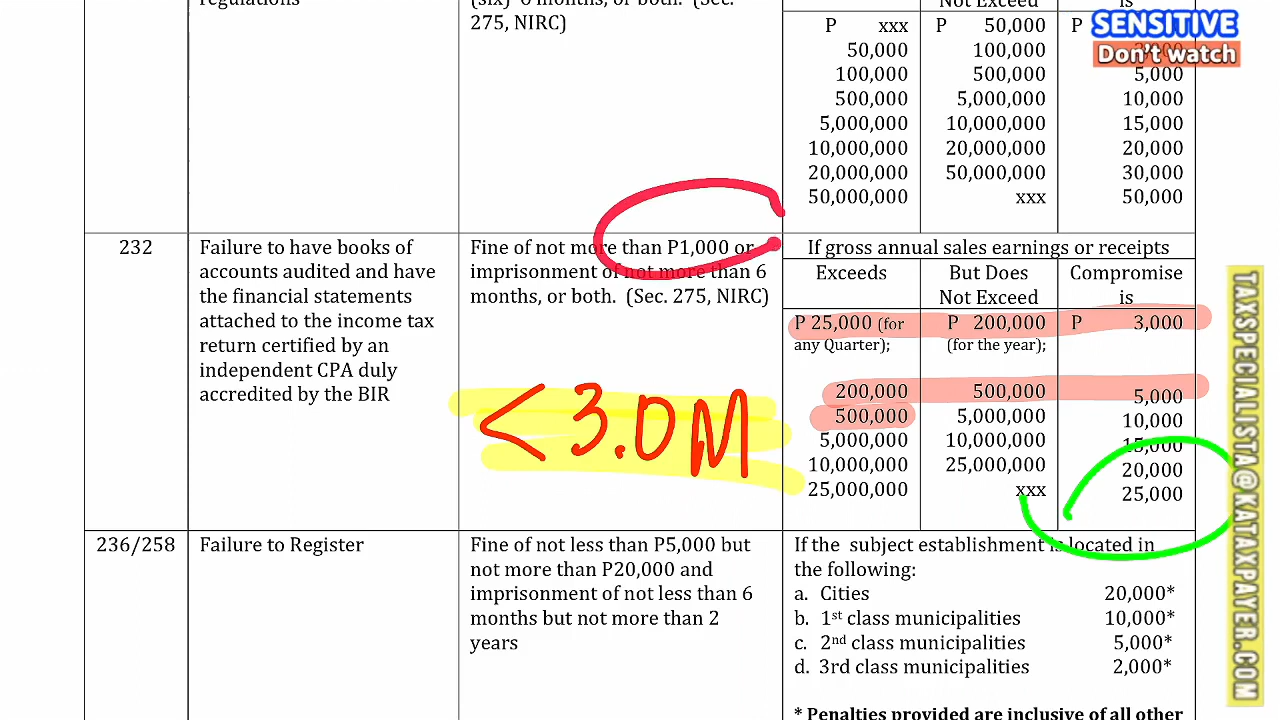 regulations
(six) 6 months, or both. (Sec.
275, NIRC)
Not Exceed
is
P xxx P 50,000 P
50,000 100,000
100,000 500,000 5,000
500,000 5,000,000 10,000
5,000,000 10,000,000 15,000
10,000,000 20,000,000 20,000
20,000,000 50,000,000 30,000
50,000,000 xxx 50,000
SENSITIVE
Don't watch
232
Failure to have books of
accounts audited and have
the financial statements
attached to the income tax
return certified by an
independent CPA duly
accredited by the BIR
Fine of not more than P1,000 or
imprisonment of not more than 6
months, or both. (Sec. 275, NIRC)
< 3.0M
If gross annual sales earnings or receipts
Exceeds But Does Compromise
Not Exceed is
P 25,000 (for P 200,000 P 3,000
any Quarter); (for the year);
200,000 500,000 5,000
500,000 5,000,000 10,000
5,000,000 10,000,000 15,000
10,000,000 25,000,000 20,000
25,000,000 xxx 25,000
236/258
Failure to Register
Fine of not less than P5,000 but
not more than P20,000 and
imprisonment of not less than 6
months but not more than 2
years
If the subject establishment is located in
the following:
a. Cities 20,000*
b. 1st class municipalities 10,000*
c. 2nd class municipalities 5,000*
d. 3rd class municipalities 2,000*
* Penalties provided are inclusive of all other
TAXSPECIALISTA@KATAXPAYER.COM